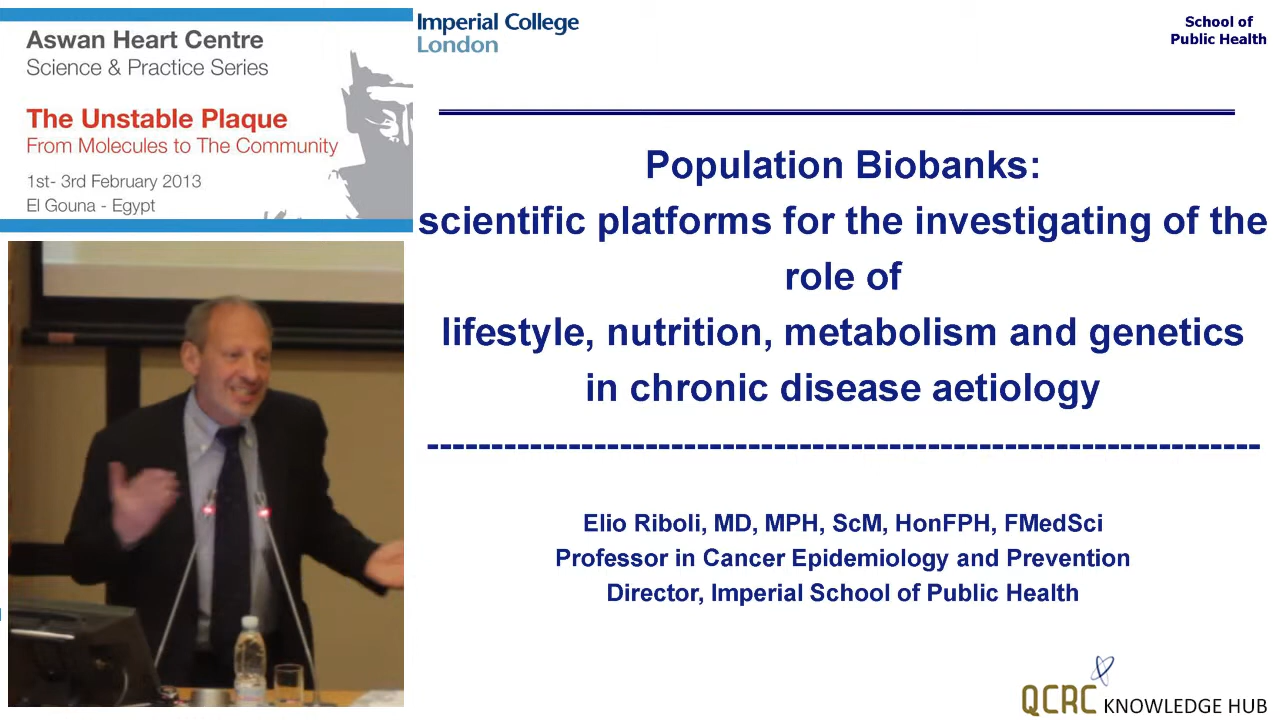 Aswan Heart Centre
Science & Practice Series
The Unstable Plaque
From Molecules to The Community
1st- 3rd February 2013
El Gouna - Egypt
Imperial College
London
School of
Public Health
Population Biobanks:
scientific platforms for the investigating of the
role of
lifestyle, nutrition, metabolism and genetics
in chronic disease aetiology
Elio Riboli, MD, MPH, ScM, HonFPH, FMedSci
Professor in Cancer Epidemiology and Prevention
Director, Imperial School of Public Health
QCRC KNOWLEDGE HUB